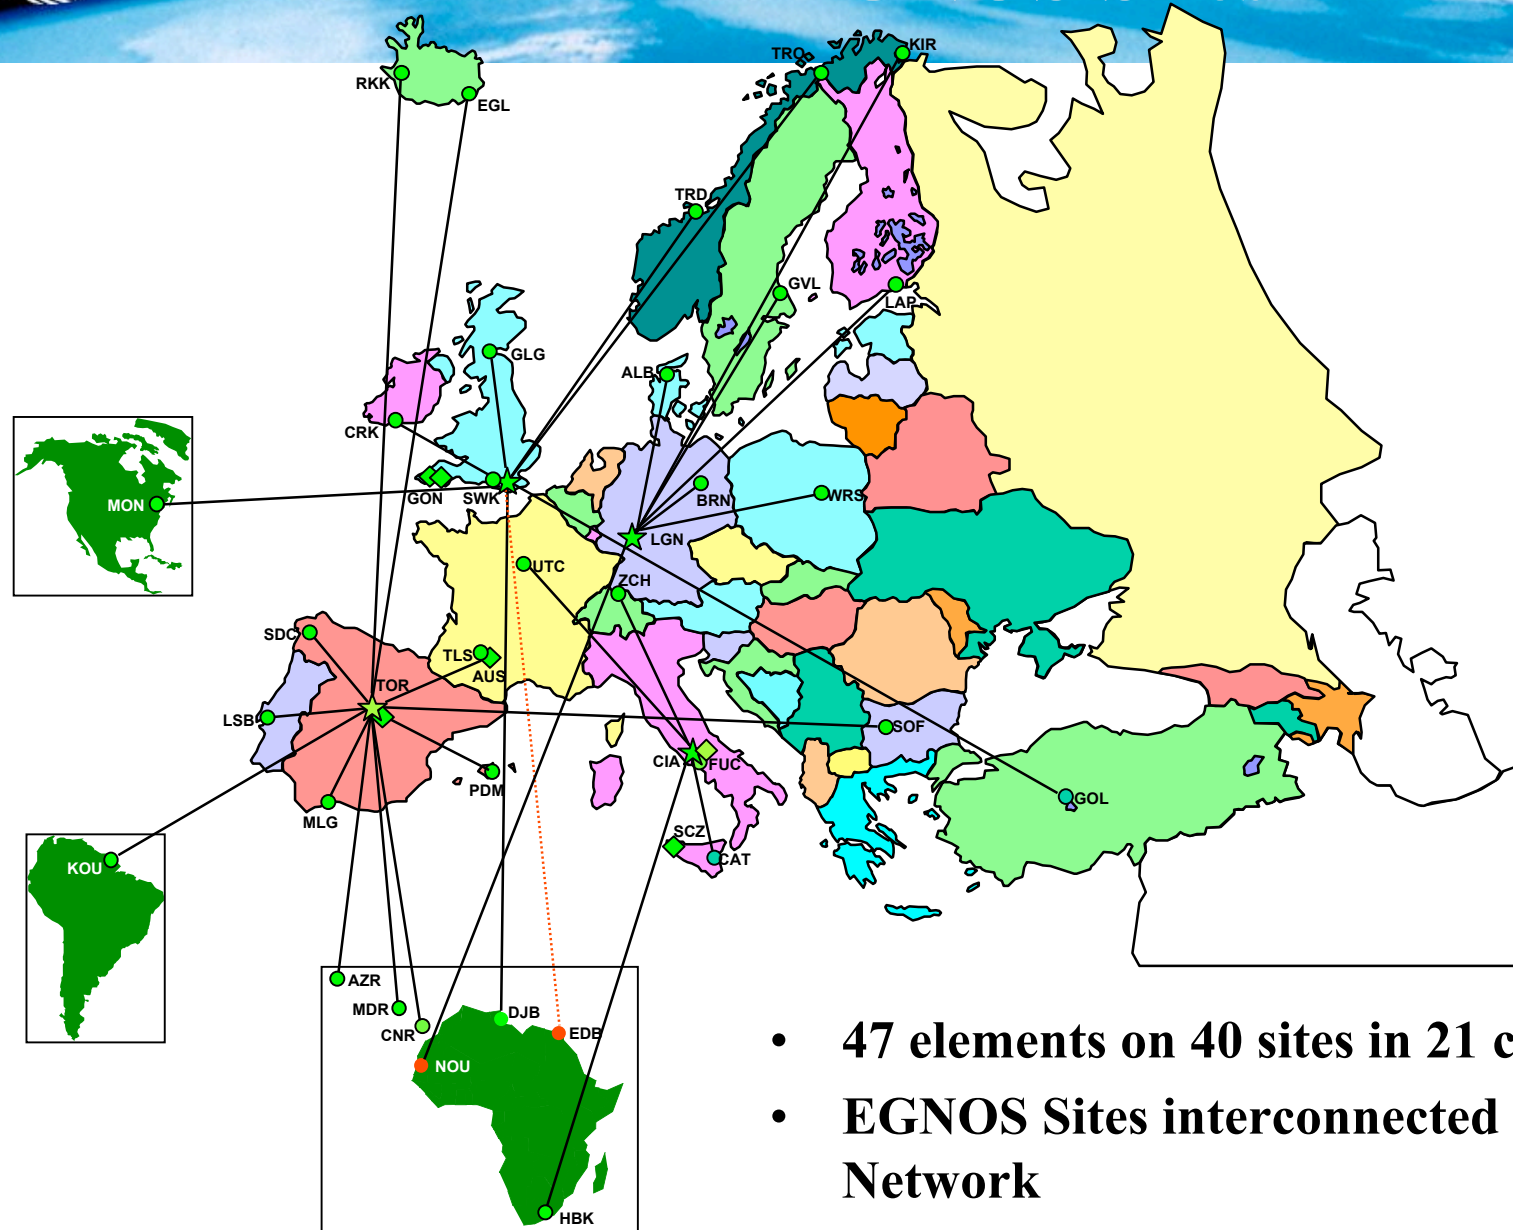 TRO
KIR
RKK
EGL
TRD
GVL
LAP
GLG
ALB
CRK
MON
GON
SWK
BRN
WRS
LGN
UTC
ZCH
SDC
TLS
AUS
TOR
LSB
SOF
CIA
FUC
PDM
GOL
MLG
SCZ
CAT
KOU
AZR
MDR
CNR
DJB
EDB
NOU
HBK
• 47 elements on 40 sites in 21 c
• EGNOS Sites interconnected
Network